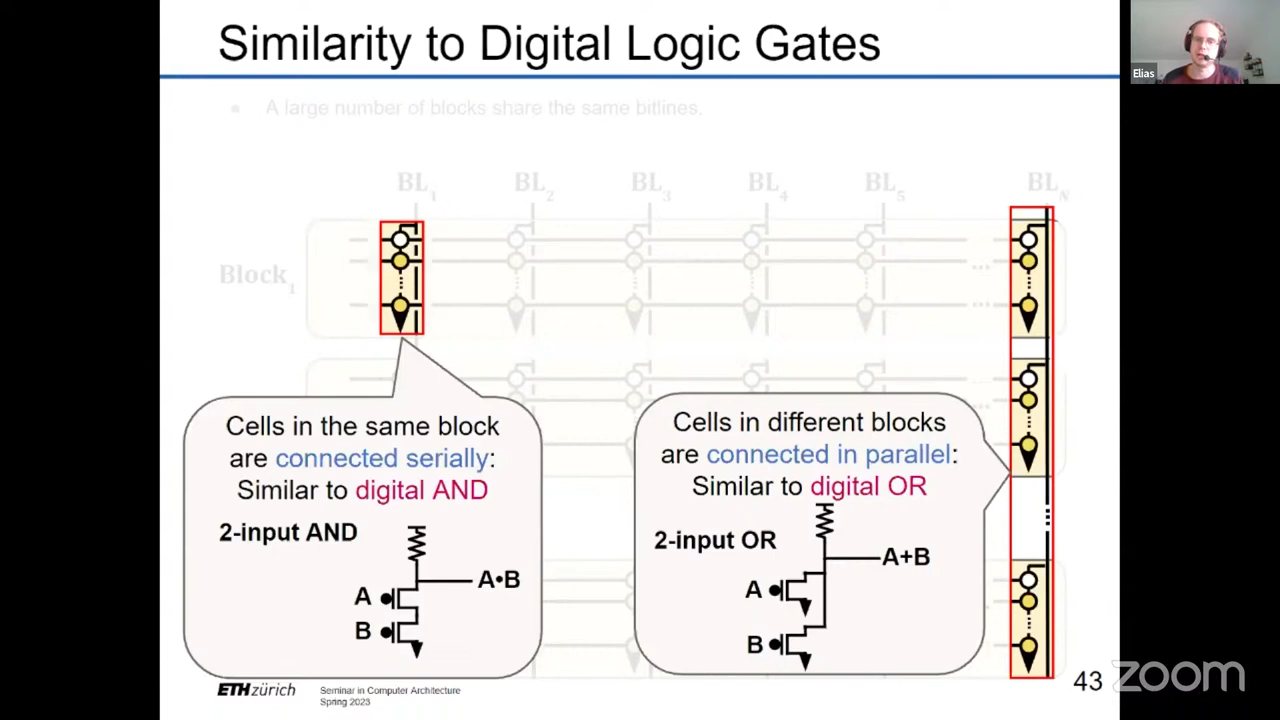 Similarity to Digital Logic Gates
Elias
• A large number of blocks share the same bitlines.
BL1 BL2 BL3 BL4 BL5 BLN
Block1
...
...
Cells in the same block
are connected serially:
Similar to digital AND
2-input AND
A•B
A
B
Cells in different blocks
are connected in parallel:
Similar to digital OR
2-input OR
A+B
A
B
ETH zürich
Seminar in Computer Architecture
Spring 2023
43
zoom